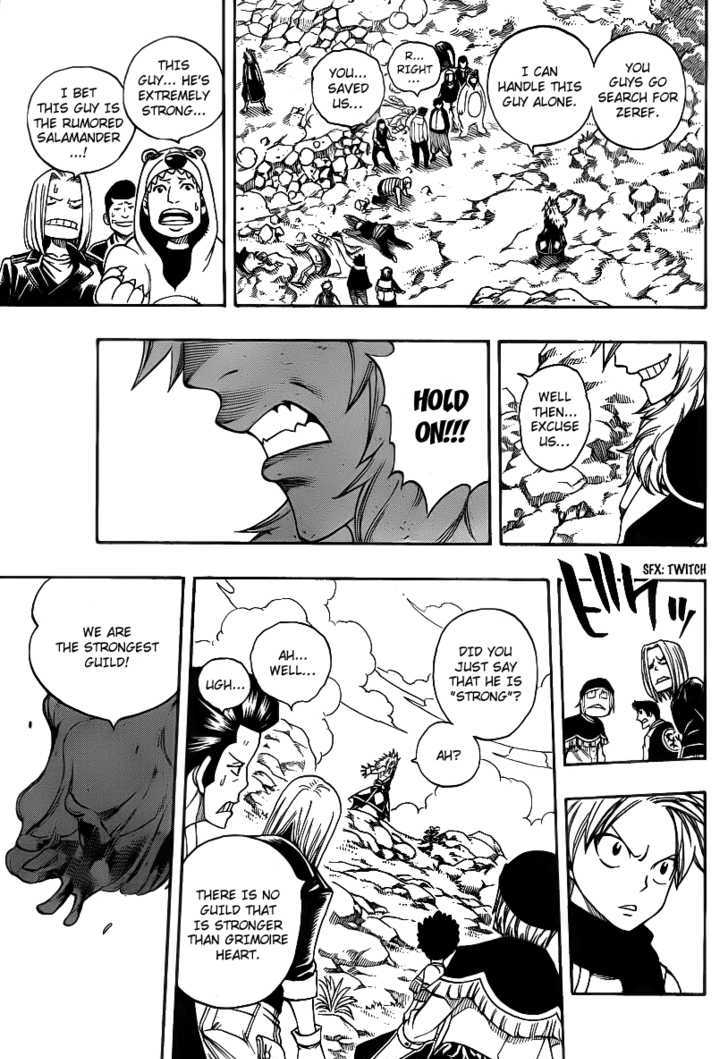 YOU
GUYS GO
SEARCH FOR
ZEREF.
I CAN
HANDLE THIS
GUY ALONE.
R...
RIGHT
...
YOU...
SAVED
US...
THIS
GUY... HE'S
EXTREMELY
STRONG...
I BET
THIS GUY IS
THE RUMORED
SALAMANDER
...!
WELL
THEN...
EXCUSE
US...
HOLD
ON!!!
SFX: TWITCH
ビクッ
DID YOU
JUST SAY
THAT HE IS
"STRONG"?
AH?
AH...
WELL...
UGH...
THERE IS NO
GUILD THAT
IS STRONGER
THAN GRIMOIRE
HEART.
WE ARE
THE STRONGEST
GUILD!